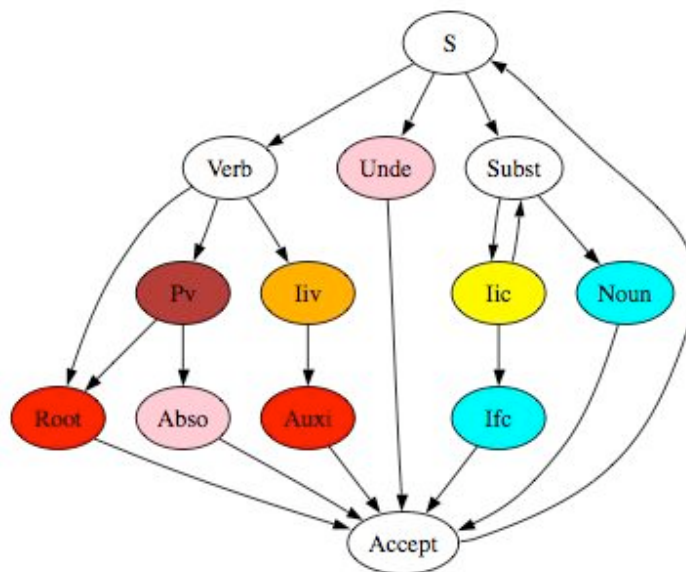 S
Verb Unde Subst
Pv Iiv Iic Noun
Root Abso Auxi Ifc
Accept